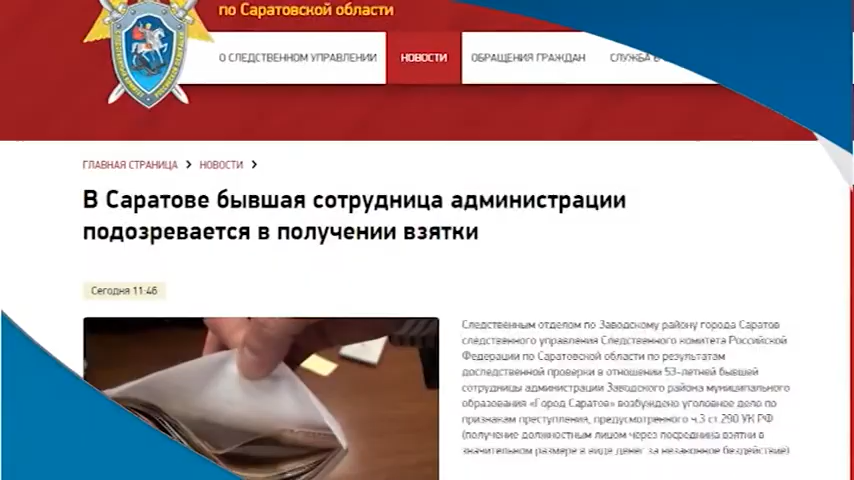 по Саратовской области
О СЛЕДСТВЕННОМ УПРАВЛЕНИИ
НОВОСТИ
ОБРАЩЕНИЯ ГРАЖДАН
СЛУЖБА В
ГЛАВНАЯ СТРАНИЦА > НОВОСТИ >
В Саратове бывшая сотрудница администрации
подозревается в получении взятки
Сегодня 11:46
Следственным отделом по Заводскому району города Саратов
следственного управления Следственного комитета Российской
Федерации по Саратовской области по результатам
доследственной проверки в отношении 53-летней бывшей
сотрудницы администрации Заводского района муниципального
образования «Город Саратов» возбуждено уголовное дело по
признакам преступления, предусмотренного ч.3 ст.290 УК РФ
(получение должностным лицом через посредника взятки в
значительном размере в виде денег за незаконное бездействие)